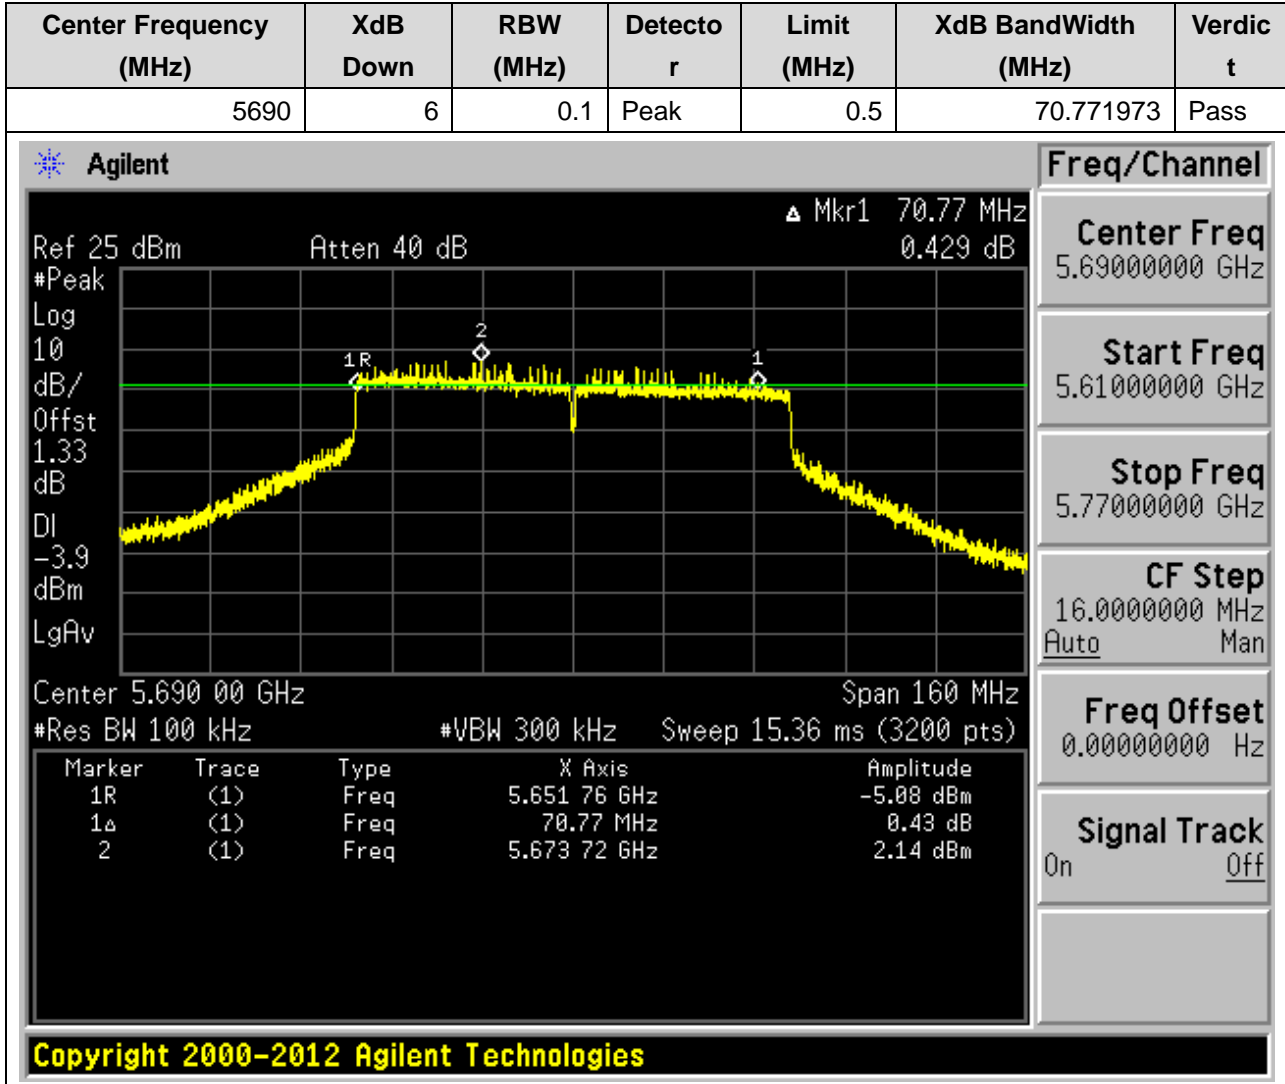 Center Frequency (MHz) XdB Down RBW (MHz) Detecto r Limit (MHz) XdB BandWidth (MHz) Verdic t
5690 6 0.1 Peak 0.5 70.771973 Pass
Agilent
Freq/Channel
Δ Mkr1 70.77 MHz
Ref 25 dBm Atten 40 dB 0.429 dB
#Peak
Log
10
dB/
Offst
1.33
dB
DI
-3.9
dBm
LgAv
1R
2
1
Center 5.690 00 GHz Span 160 MHz
#Res BW 100 kHz #VBW 300 kHz Sweep 15.36 ms (3200 pts)
Marker Trace Type X Axis Amplitude
1R (1) Freq 5.651 76 GHz -5.08 dBm
1Δ (1) Freq 70.77 MHz 0.43 dB
2 (1) Freq 5.673 72 GHz 2.14 dBm
Center Freq
5.69000000 GHz
Start Freq
5.61000000 GHz
Stop Freq
5.77000000 GHz
CF Step
16.0000000 MHz
Auto Man
Freq Offset
0.00000000 Hz
Signal Track
On Off
Copyright 2000-2012 Agilent Technologies